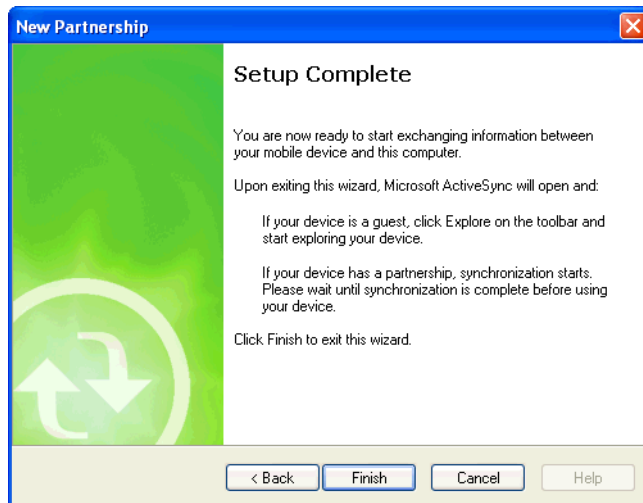 New Partnership
Setup Complete
You are now ready to start exchanging information between
your mobile device and this computer.
Upon exiting this wizard, Microsoft ActiveSync will open and:
If your device is a guest, click Explore on the toolbar and
start exploring your device.
If your device has a partnership, synchronization starts.
Please wait until synchronization is complete before using
your device.
Click Finish to exit this wizard.
< Back Finish Cancel Help